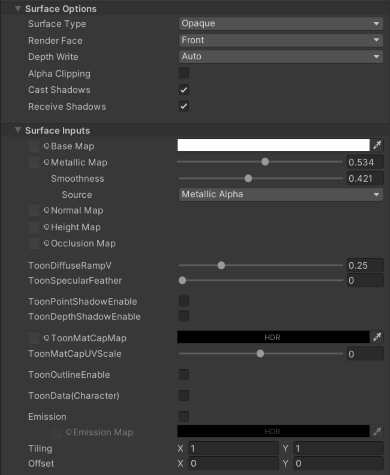 Surface Options
Surface Type Opaque
Render Face Front
Depth Write Auto
Alpha Clipping
Cast Shadows
Receive Shadows
Surface Inputs
Base Map
Metallic Map 0.534
Smoothness 0.421
Source Metallic Alpha
Normal Map
Height Map
Occlusion Map
ToonDiffuseRampV 0.25
ToonSpecularFeather 0
ToonPointShadowEnable
ToonDepthShadowEnable
ToonMatCapMap HDR
ToonMatCapUVScale 0
ToonOutlineEnable
ToonData(Character)
Emission
Emission Map HDR
Tiling X 1 Y 1
Offset X 0 Y 0